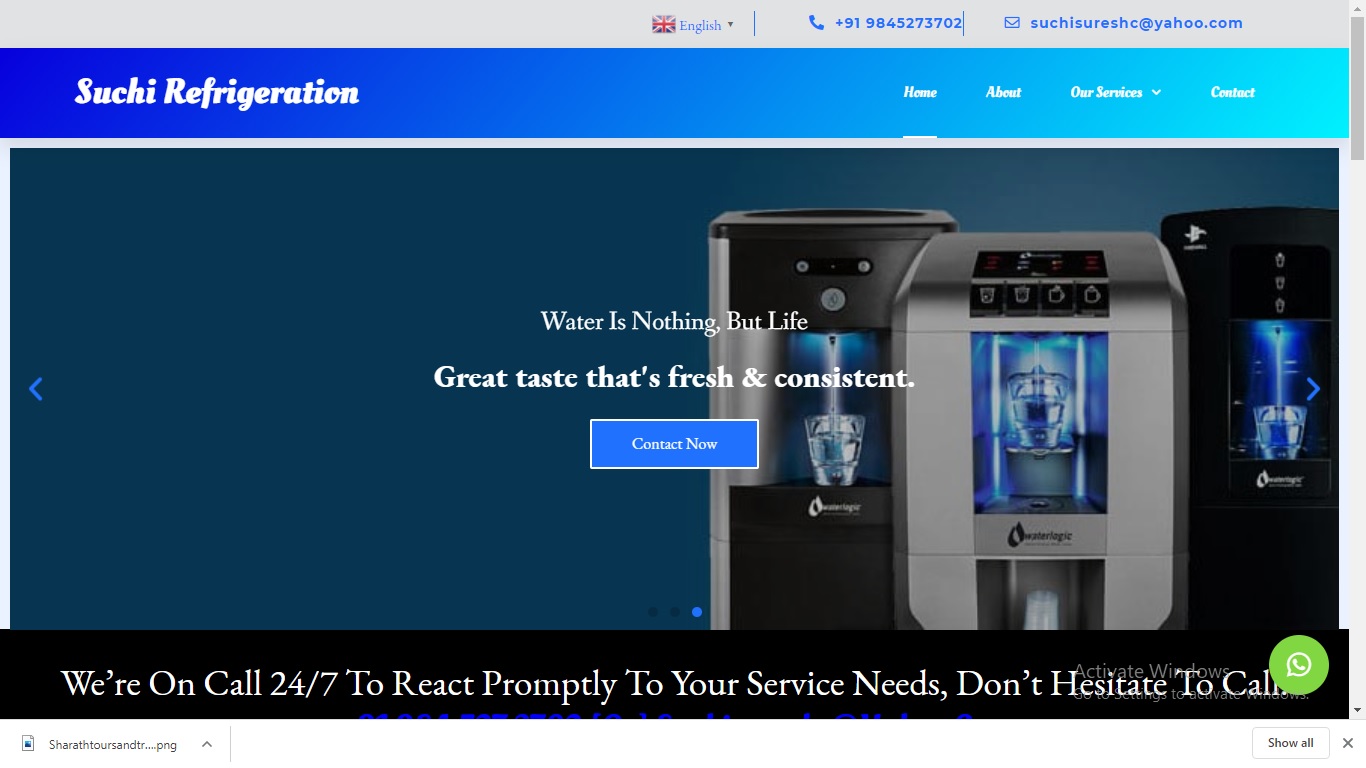 English
+91 9845273702
suchisureshc@yahoo.com
Suchi Refrigeration
Home
About
Our Services
Contact
Water Is Nothing, But Life
Great taste that's fresh & consistent.
Contact Now
waterlogic
waterlogic
waterlogic
We’re On Call 24/7 To React Promptly To Your Service Needs, Don’t Hesitate To Call.
Activate Windows
Go to Settings to activate Windows.
Sharathtoursandtr....png
Show all